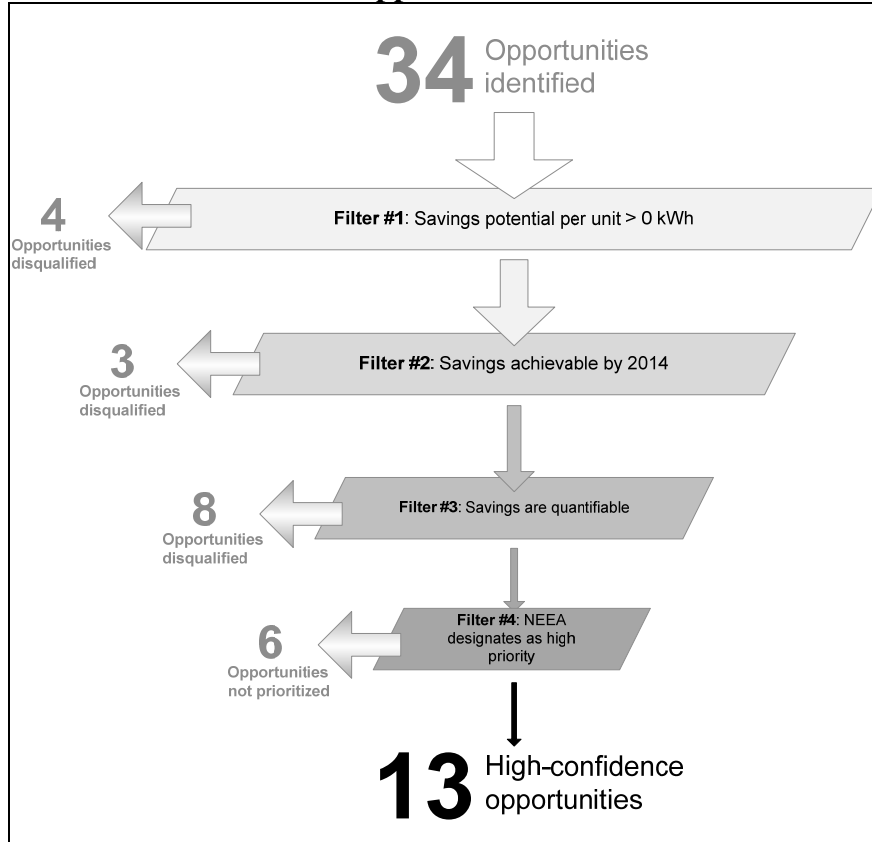 34 Opportunities
identified
Filter #1: Savings potential per unit > 0 kWh
4
Opportunities
disqualified
Filter #2: Savings achievable by 2014
3
Opportunities
disqualified
Filter #3: Savings are quantifiable
8
Opportunities
disqualified
Filter #4: NEEA
designates as high
priority
6
Opportunities
not prioritized
13 High-confidence
opportunities